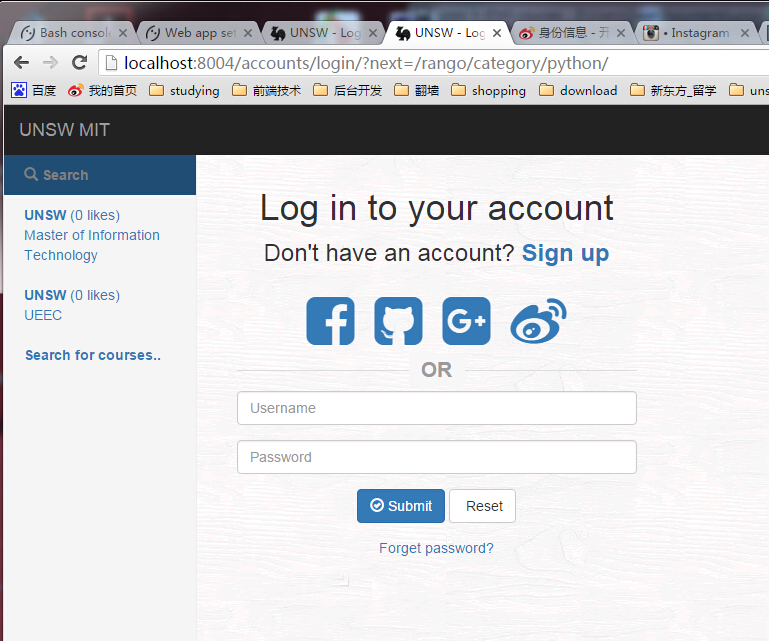 Bash consol
Web app set
UNSW - Log
UNSW - Log
身份信息 - 开
• Instagram
localhost:8004/accounts/login/?next=/rango/category/python/
百度
我的首页
studying
前端技术
后台开发
翻墙
shopping
download
新东方_留学
uns
UNSW MIT
Search
UNSW (0 likes)
Master of Information
Technology
UNSW (0 likes)
UEEC
Search for courses..
Log in to your account
Don't have an account? Sign up
G+
OR
Username
Password
Submit
Reset
Forget password?